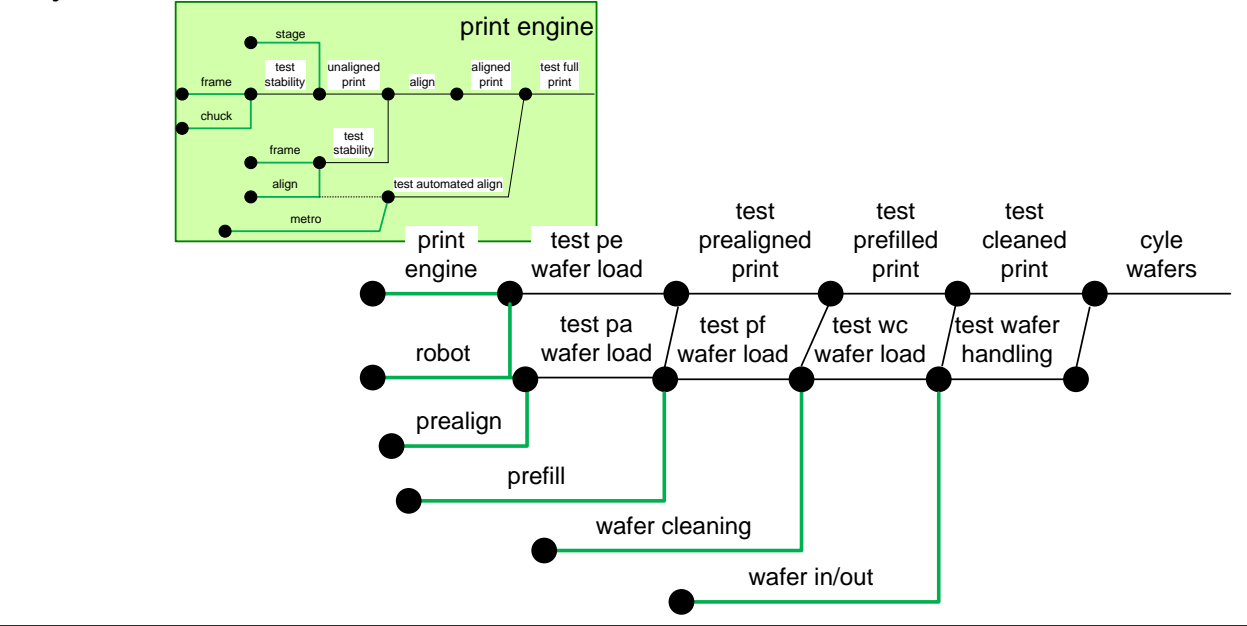 print engine
stage
frame
test
stability
unaligned
print
align
aligned
print
test full
print
chuck
test
stability
frame
align
test automated align
metro
print
engine
test pe
wafer load
test
prealigned
print
test
prefilled
print
test
cleaned
print
cyle
wafers
robot
test pa
wafer load
test pf
wafer load
test wc
wafer load
test wafer
handling
prealign
prefill
wafer cleaning
wafer in/out